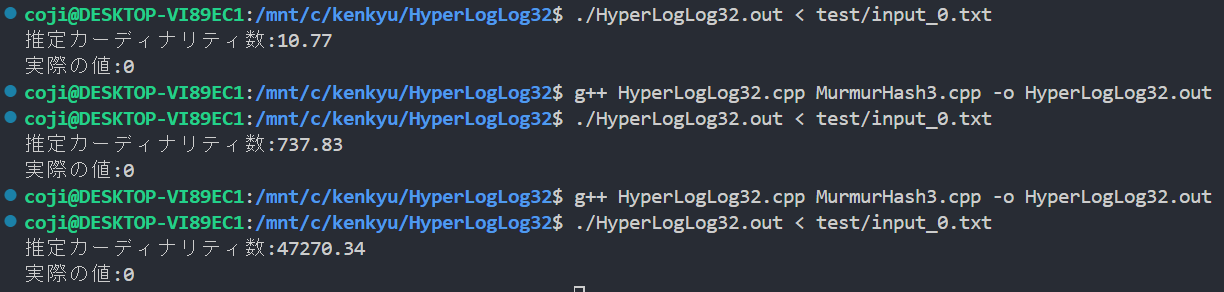 coji@DESKTOP-VI89EC1:/mnt/c/kenkyu/HyperLogLog32$ ./HyperLogLog32.out < test/input_0.txt
推定カーディナリティ数:10.77
実際の値:0
coji@DESKTOP-VI89EC1:/mnt/c/kenkyu/HyperLogLog32$ g++ HyperLogLog32.cpp MurmurHash3.cpp -o HyperLogLog32.out
coji@DESKTOP-VI89EC1:/mnt/c/kenkyu/HyperLogLog32$ ./HyperLogLog32.out < test/input_0.txt
推定カーディナリティ数:737.83
実際の値:0
coji@DESKTOP-VI89EC1:/mnt/c/kenkyu/HyperLogLog32$ g++ HyperLogLog32.cpp MurmurHash3.cpp -o HyperLogLog32.out
coji@DESKTOP-VI89EC1:/mnt/c/kenkyu/HyperLogLog32$ ./HyperLogLog32.out < test/input_0.txt
推定カーディナリティ数:47270.34
実際の値:0